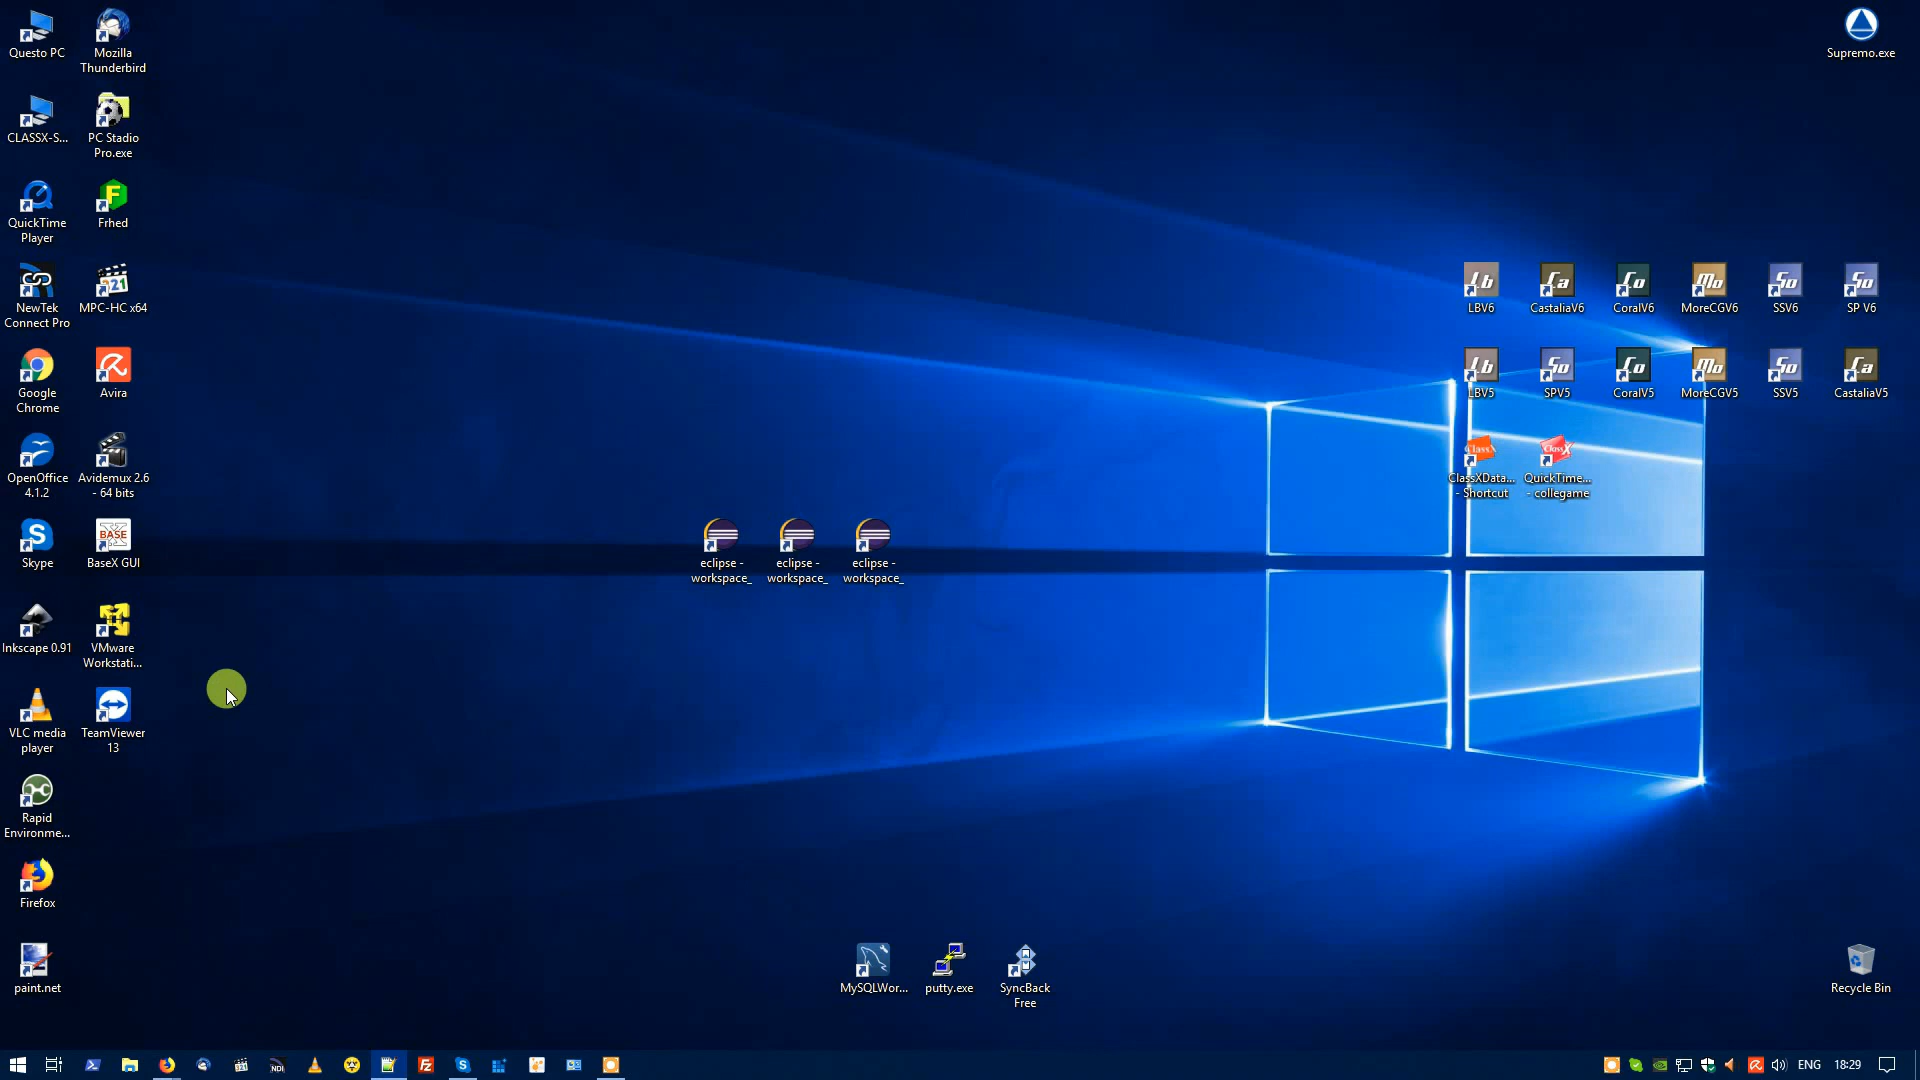 Questo PC
Mozilla
Thunderbird
Supremo.exe
CLASSX-S...
PC Stadio
Pro.exe
QuickTime
Player
Frhed
NewTek
Connect Pro
MPC-HC x64
LBV6
CastaliaV6
CoralV6
MoreCGV6
SSV6
SP V6
Google
Chrome
Avira
LBV5
SPV5
CoralV5
MoreCGV5
SSV5
CastaliaV5
OpenOffice
4.1.2
Avidemux 2.6
- 64 bits
ClassXData...
- Shortcut
QuickTime...
- collegame
Skype
BASE
BaseX GUI
eclipse -
workspace_
eclipse -
workspace_
eclipse -
workspace_
Inkscape 0.91
VMware
Workstati...
VLC media
player
TeamViewer
13
Rapid
Environme...
Firefox
paint.net
MySQLWor...
putty.exe
SyncBack
Free
Recycle Bin
NDI
ENG
18:29